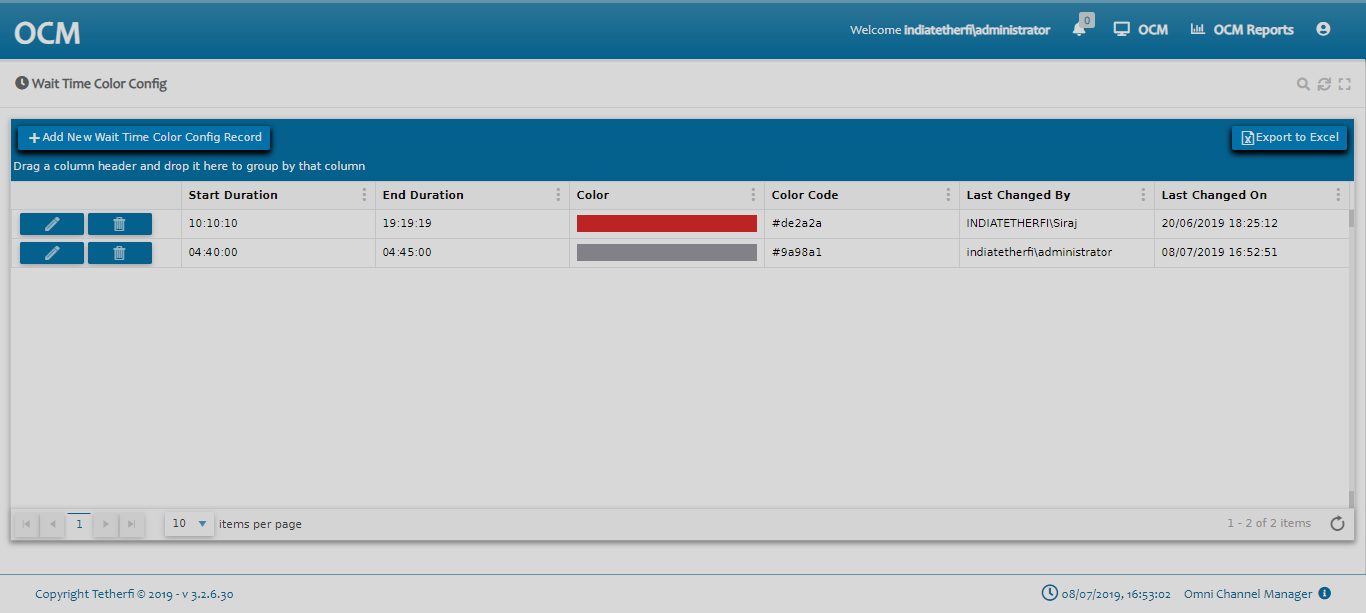 OCM
Welcome indiatetherfi\administrator
0
OCM
OCM Reports
Wait Time Color Config
Add New Wait Time Color Config Record
Export to Excel
Drag a column header and drop it here to group by that column
Start Duration End Duration Color Color Code Last Changed By Last Changed On
10:10:10 19:19:19 #de2a2a INDIATETHERFI\Siraj 20/06/2019 18:25:12
04:40:00 04:45:00 #9a98a1 indiatetherfi\administrator 08/07/2019 16:52:51
1 10 items per page 1 - 2 of 2 items
Copyright Tetherfi © 2019 - v 3.2.6.30 08/07/2019, 16:53:02 Omni Channel Manager